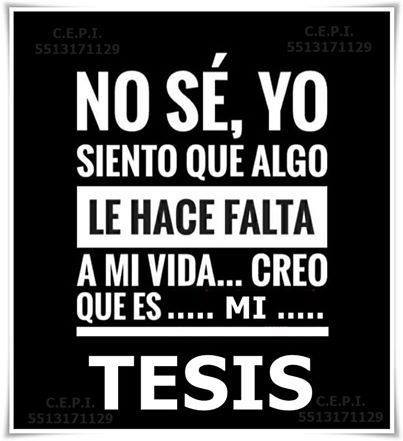 C.E.P.I. C.E.P.I.
5513171129 5513171129
NO SÉ, YO
SIENTO QUE ALGO
LE HACE FALTA
A MI VIDA... CREO
QUE ES ..... MI .....
TESIS
C.E.P.I. C.E.P.I.
5513171129 5513171129